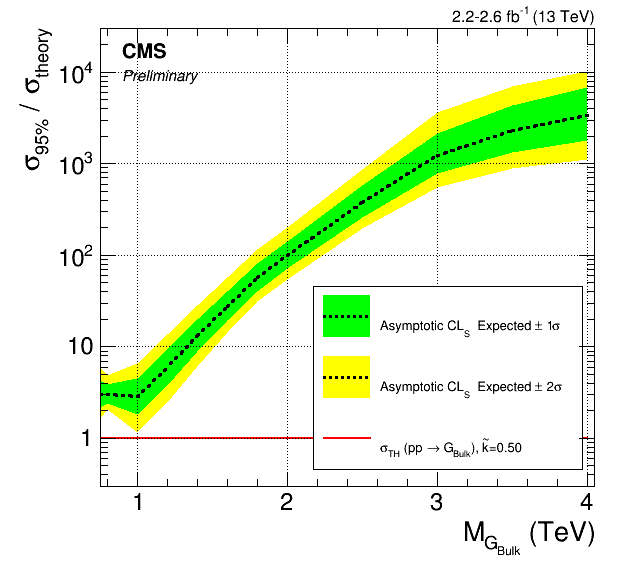 2.2-2.6 fb⁻¹ (13 TeV)
CMS
Preliminary
σ95% / σtheory
10⁴
10³
10²
10
1
Asymptotic CLS Expected ± 1σ
Asymptotic CLS Expected ± 2σ
σTH (pp → GBulk), k̃=0.50
1 2 3 4
MGBulk (TeV)